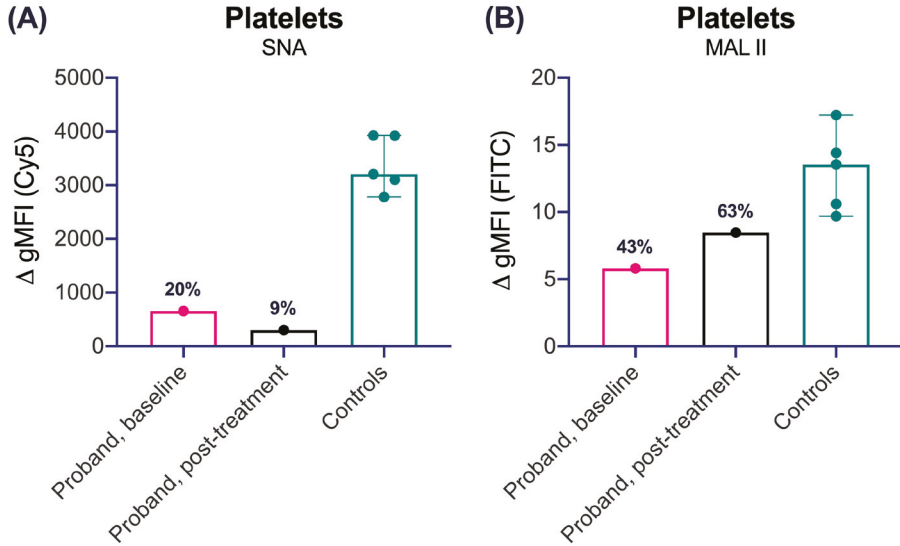 (A)
Platelets
SNA
Δ gMFI (Cy5)
5000
4000
3000
2000
1000
0
20%
9%
Proband, baseline
Proband, post-treatment
Controls
(B)
Platelets
MAL II
Δ gMFI (FITC)
20
15
10
5
0
43%
63%
Proband, baseline
Proband, post-treatment
Controls